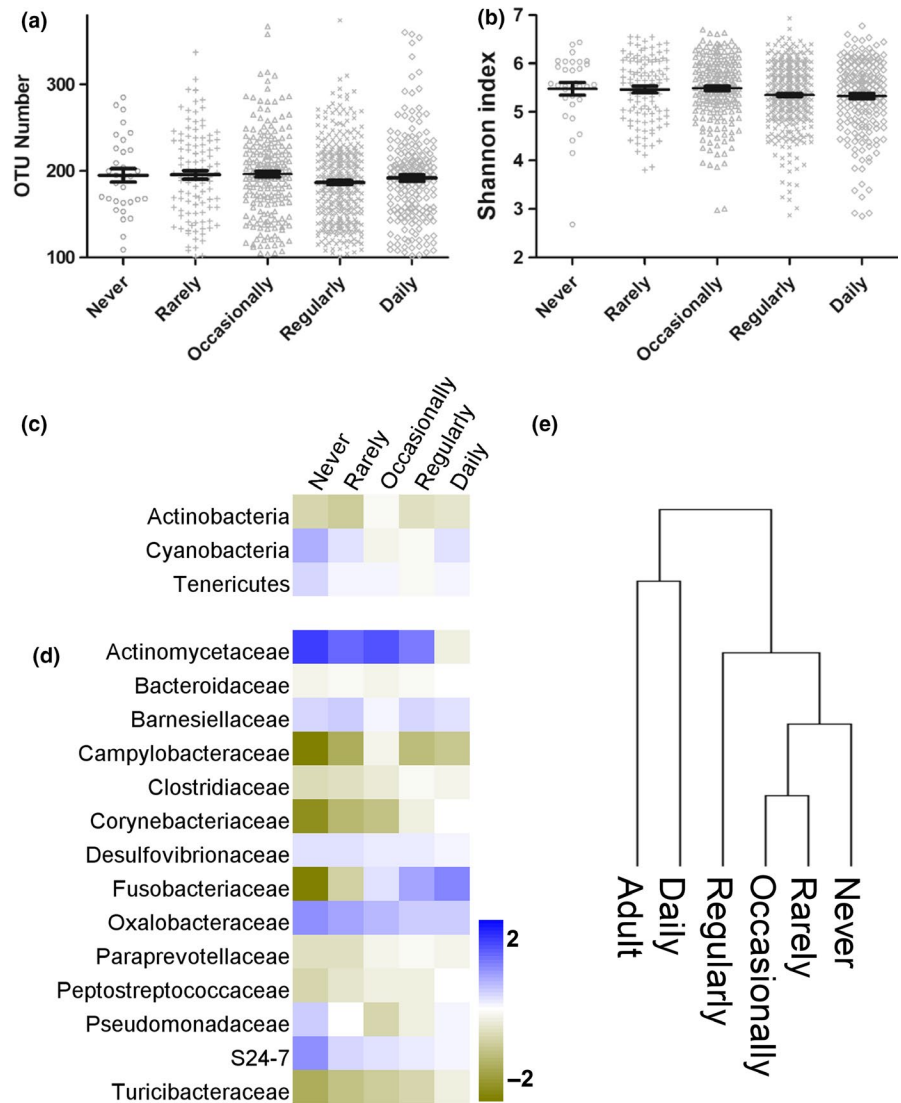 (a)
OTU Number
300
200
100
Never
Rarely
Occasionally
Regularly
Daily
(b)
Shannon index
7
6
5
4
3
2
Never
Rarely
Occasionally
Regularly
Daily
(c)
Never
Rarely
Occasionally
Regularly
Daily
Actinobacteria
Cyanobacteria
Tenericutes
(d)
Actinomycetaceae
Bacteroidaceae
Barnesiellaceae
Campylobacteraceae
Clostridiaceae
Corynebacteriaceae
Desulfovibrionaceae
Fusobacteriaceae
Oxalobacteraceae
Paraprevotellaceae
Peptostreptococcaceae
Pseudomonadaceae
S24-7
Turicibacteraceae
2
−2
(e)
Adult
Daily
Regularly
Occasionally
Rarely
Never